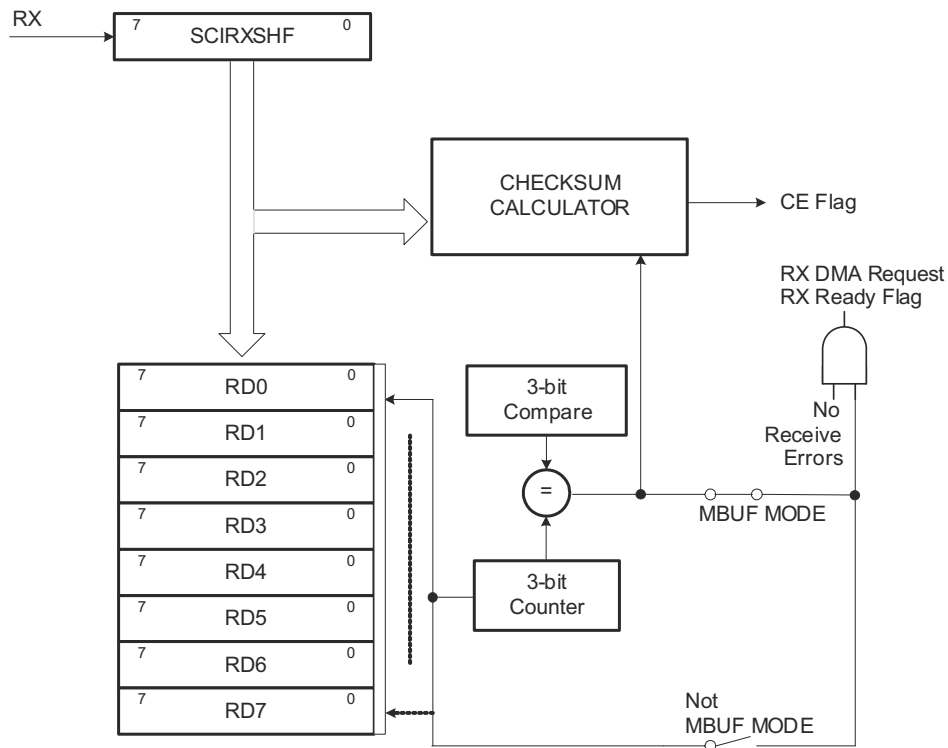 RX
7 SCIRXSHF 0
CHECKSUM
CALCULATOR
CE Flag
RX DMA Request
RX Ready Flag
No
Receive
Errors
7 RD0 0
7 RD1 0
7 RD2 0
7 RD3 0
7 RD4 0
7 RD5 0
7 RD6 0
7 RD7 0
3-bit
Compare
=
MBUF MODE
3-bit
Counter
Not
MBUF MODE